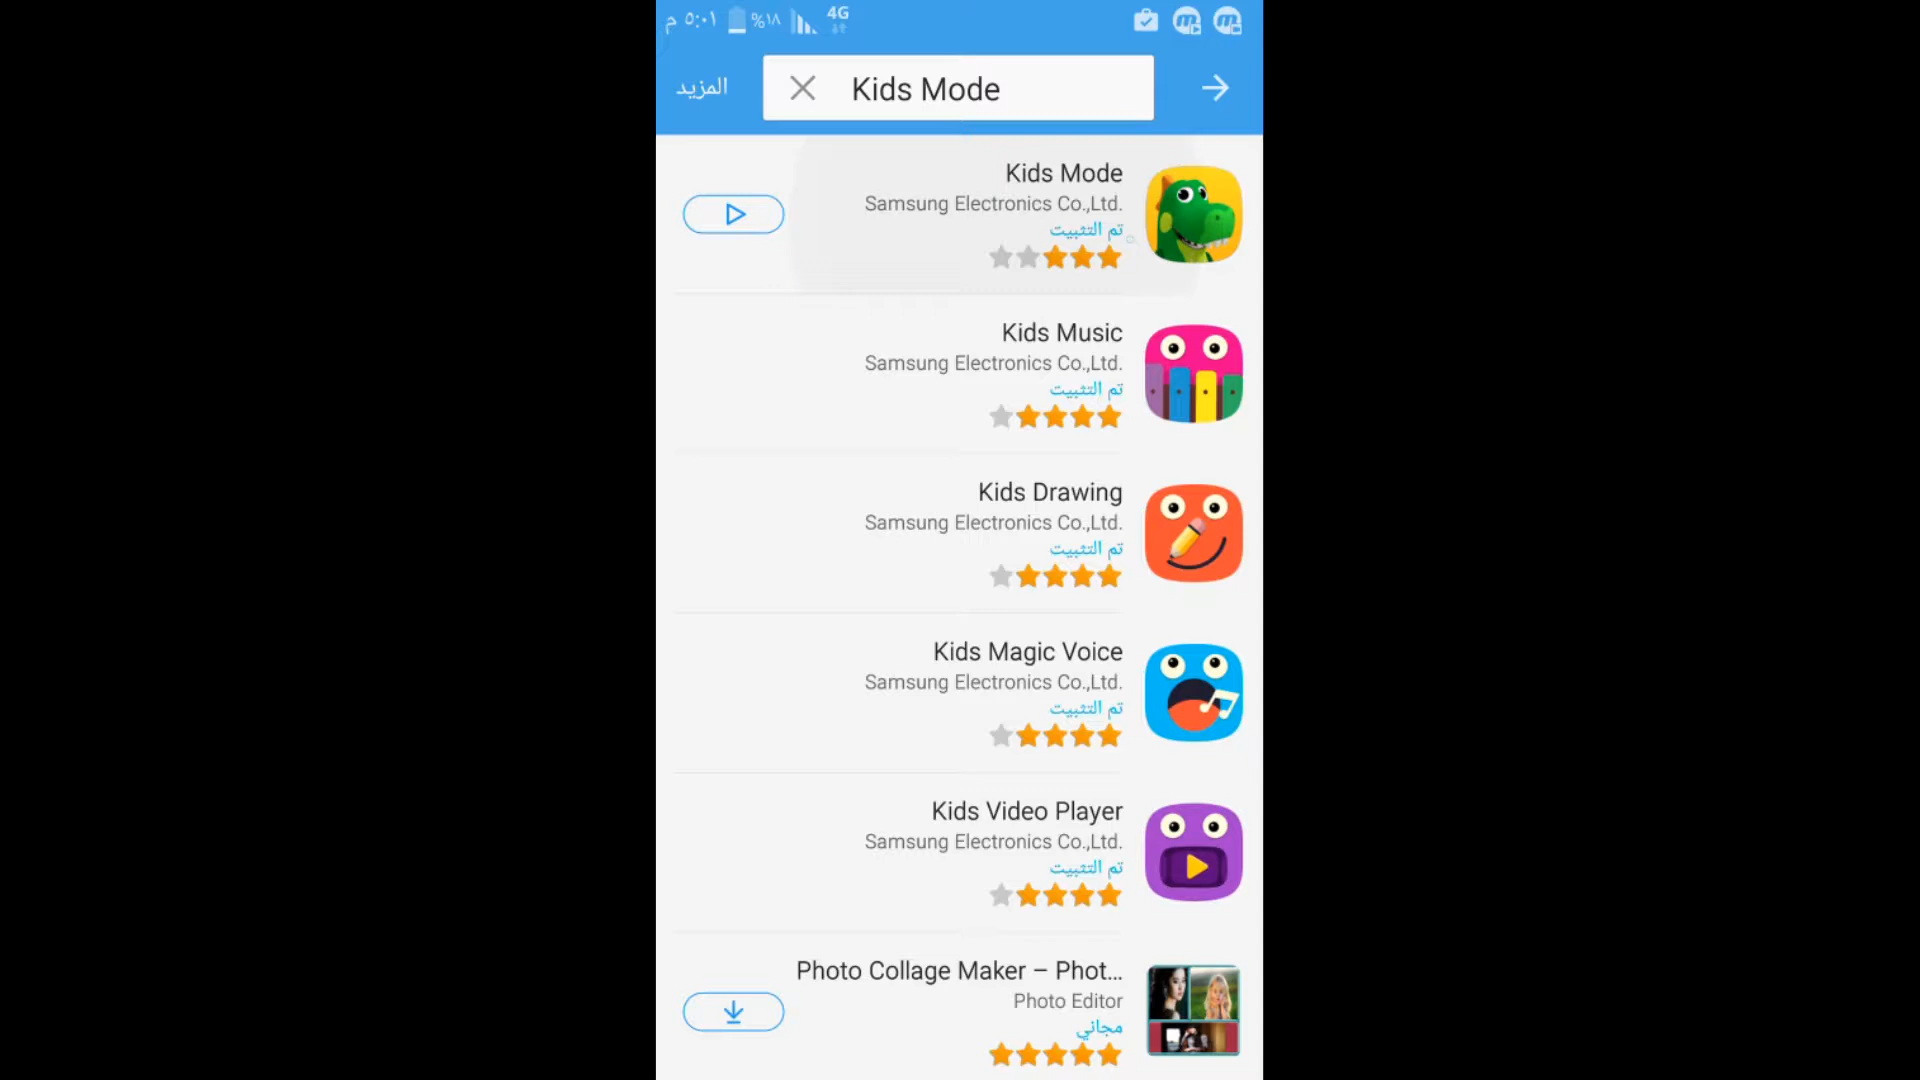 م ٥:٠١ %١٨ 4G
المزيد
Kids Mode
Kids Mode
Samsung Electronics Co.,Ltd.
تم التثبيت
Kids Music
Samsung Electronics Co.,Ltd.
تم التثبيت
Kids Drawing
Samsung Electronics Co.,Ltd.
تم التثبيت
Kids Magic Voice
Samsung Electronics Co.,Ltd.
تم التثبيت
Kids Video Player
Samsung Electronics Co.,Ltd.
تم التثبيت
Photo Collage Maker – Phot...
Photo Editor
مجاني